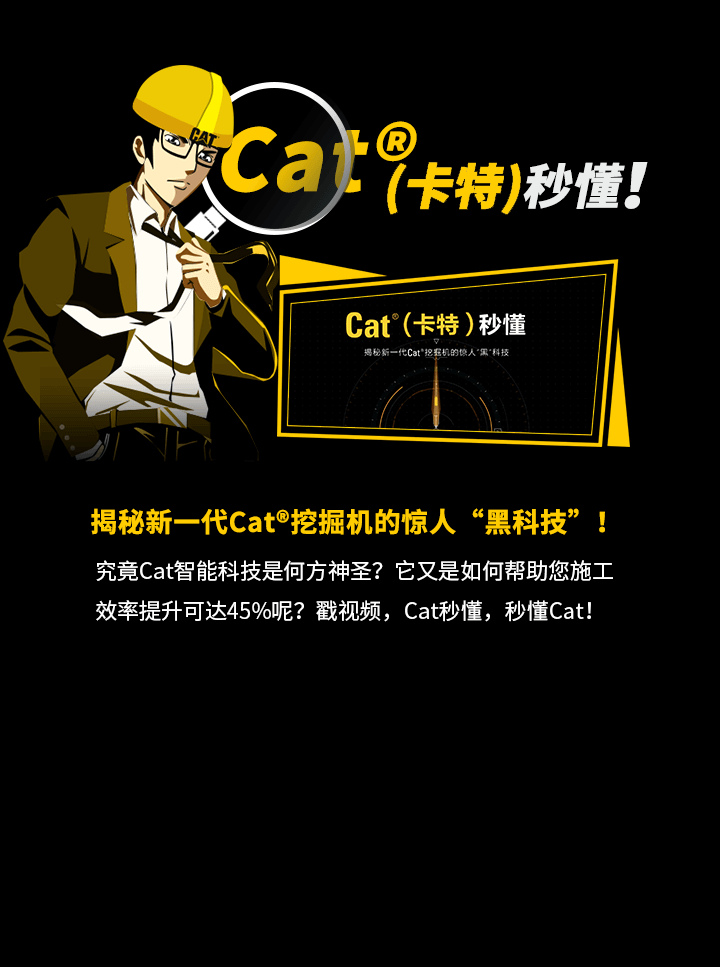 CAT
Cat®
(卡特)秒懂!
Cat®(卡特)秒懂
揭秘新一代Cat®挖掘机的惊人“黑”科技
揭秘新一代Cat®挖掘机的惊人“黑科技”!
究竟Cat智能科技是何方神圣?它又是如何帮助您施工
效率提升可达45%呢?戳视频,Cat秒懂,秒懂Cat!